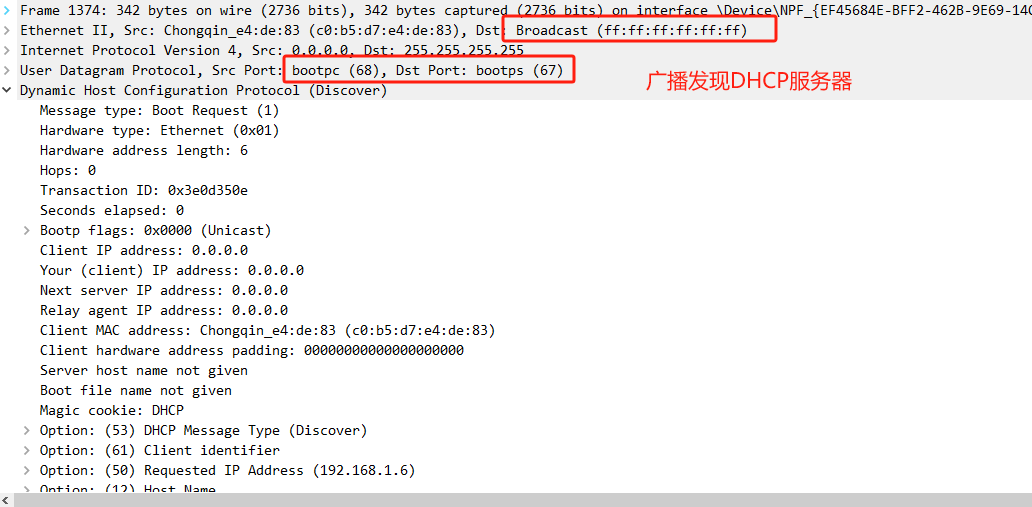 Frame 1374: 342 bytes on wire (2736 bits), 342 bytes captured (2736 bits) on interface \Device\NPF_{EF45684E-BFF2-462B-9E69-14C
Ethernet II, Src: Chongqin_e4:de:83 (c0:b5:d7:e4:de:83), Dst: Broadcast (ff:ff:ff:ff:ff:ff)
Internet Protocol Version 4, Src: 0.0.0.0, Dst: 255.255.255.255
User Datagram Protocol, Src Port: bootpc (68), Dst Port: bootps (67)
广播发现DHCP服务器
Dynamic Host Configuration Protocol (Discover)
Message type: Boot Request (1)
Hardware type: Ethernet (0x01)
Hardware address length: 6
Hops: 0
Transaction ID: 0x3e0d350e
Seconds elapsed: 0
Bootp flags: 0x0000 (Unicast)
Client IP address: 0.0.0.0
Your (client) IP address: 0.0.0.0
Next server IP address: 0.0.0.0
Relay agent IP address: 0.0.0.0
Client MAC address: Chongqin_e4:de:83 (c0:b5:d7:e4:de:83)
Client hardware address padding: 00000000000000000000
Server host name not given
Boot file name not given
Magic cookie: DHCP
Option: (53) DHCP Message Type (Discover)
Option: (61) Client identifier
Option: (50) Requested IP Address (192.168.1.6)
Option: (12) Host Name